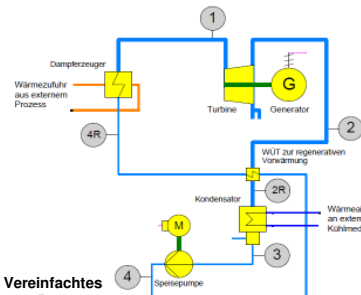 1
Dampferzeuger
Wärmezufuhr
aus externem
Prozess
G
Turbine
Generator
4R
2
WÜT zur regenerativen
Vorwärmung
2R
Kondensator
Wärmea
an extern
Kühlmed
M
3
4
Speisepumpe
Vereinfachtes